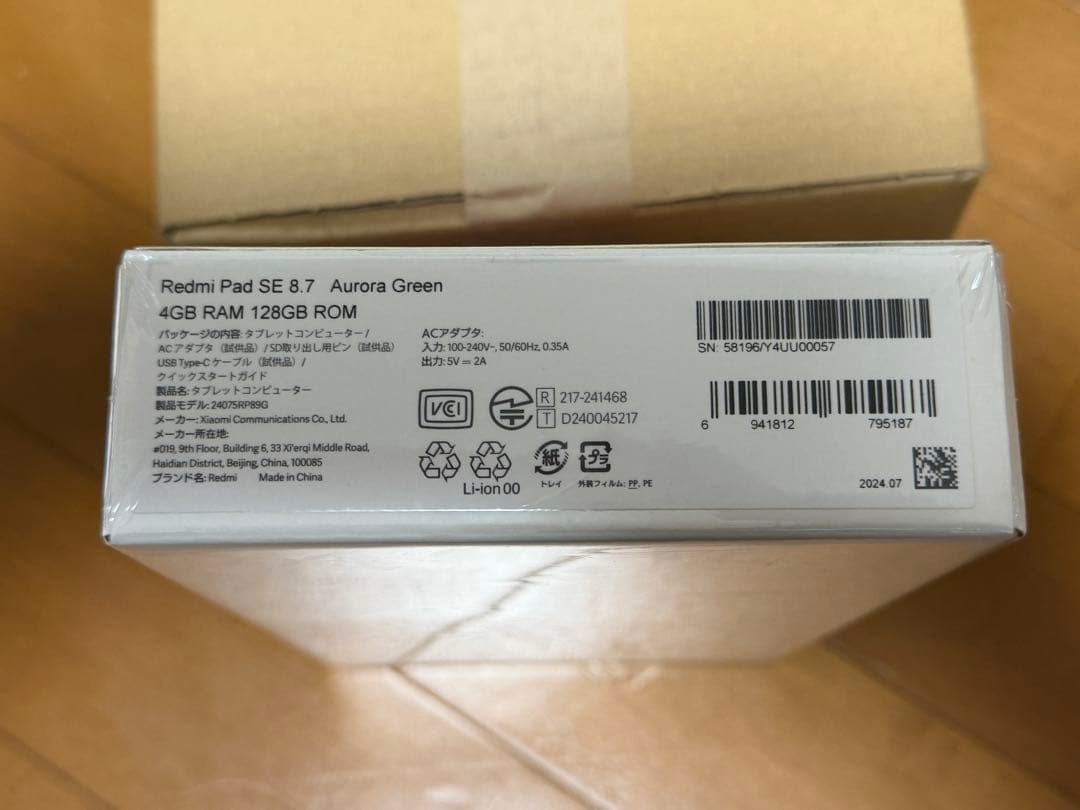 Redmi Pad SE 8.7 Aurora Green
4GB RAM 128GB ROM
パッケージの内容: タブレットコンピューター /
AC アダプタ（試供品）/ SD取り出し用ピン（試供品）
USB Type-C ケーブル（試供品）/
クイックスタートガイド
製品名: タブレットコンピューター
製品モデル: 24075RP89G
メーカー: Xiaomi Communications Co., Ltd.
メーカー所在地:
#019, 9th Floor, Building 6, 33 Xi'erqi Middle Road,
Haidian District, Beijing, China, 100085
ブランド名: Redmi Made in China
ACアダプタ:
入力: 100-240V~, 50/60Hz, 0.35A
出力: 5V = 2A
VCI
R 217-241468
T D240045217
Li-ion 00
紙
トレイ
プラ
外装フィルム: PP, PE
SN: 58196/Y4UU00057
6 941812 795187
2024.07